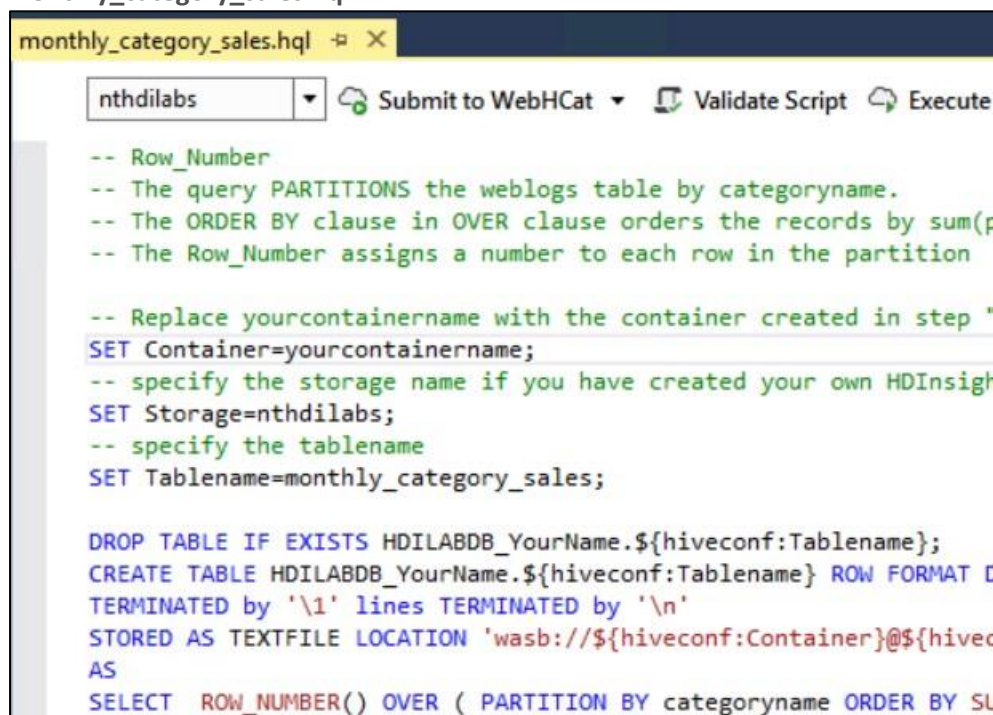 monthly_category_sales.hql
nthdilabs Submit to WebHCat Validate Script Execute
-- Row_Number
-- The query PARTITIONS the weblogs table by categoryname.
-- The ORDER BY clause in OVER clause orders the records by sum(p
-- The Row_Number assigns a number to each row in the partition
-- Replace yourcontainername with the container created in step "
SET Container=yourcontainername;
-- specify the storage name if you have created your own HDInsigh
SET Storage=nthdilabs;
-- specify the tablename
SET Tablename=monthly_category_sales;
DROP TABLE IF EXISTS HDILABDB_YourName.${hiveconf:Tablename};
CREATE TABLE HDILABDB_YourName.${hiveconf:Tablename} ROW FORMAT D
TERMINATED by '\1' lines TERMINATED by '\n'
STORED AS TEXTFILE LOCATION 'wasb://${hiveconf:Container}@${hivec
AS
SELECT ROW_NUMBER() OVER ( PARTITION BY categoryname ORDER BY SU